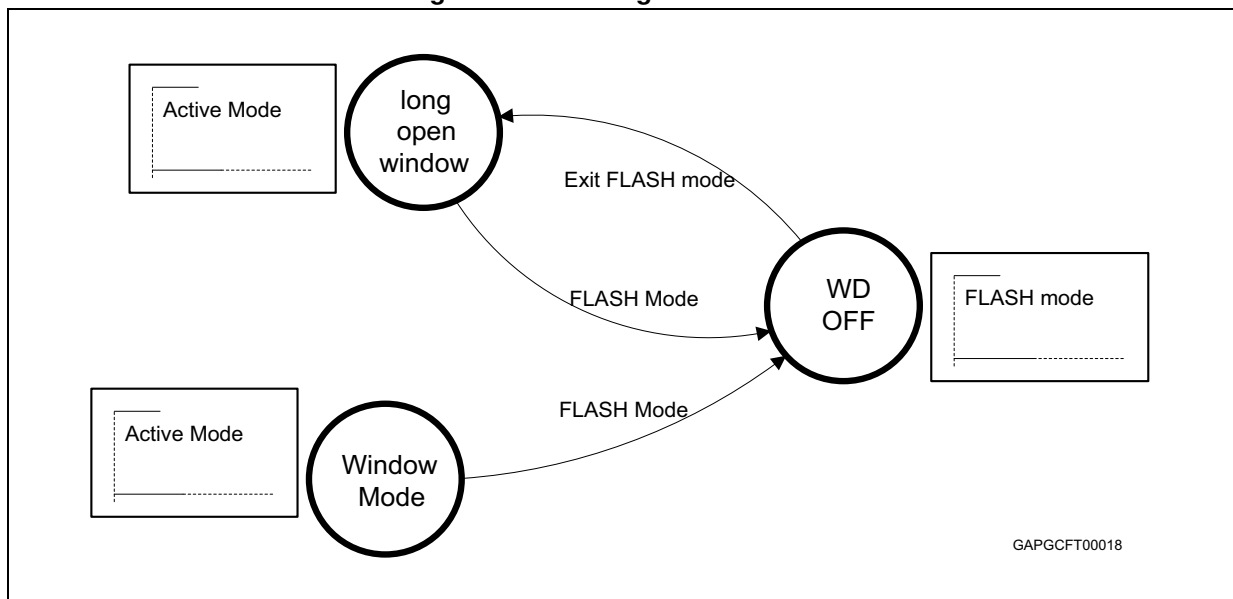 Active Mode
long
open
window
Exit FLASH mode
FLASH Mode
WD
OFF
FLASH mode
FLASH Mode
Active Mode
Window
Mode
GAPGCFT00018